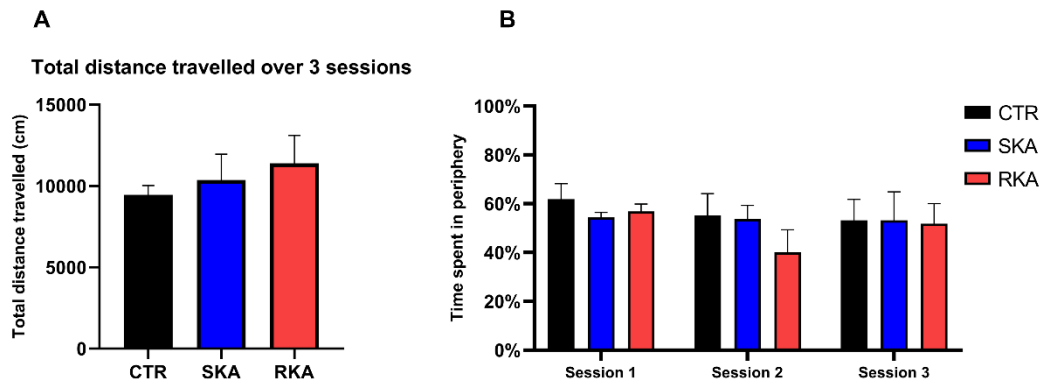 A
Total distance travelled over 3 sessions
Total distance travelled (cm)
15000
10000
5000
0
CTR
SKA
RKA
B
Time spent in periphery
100%
80%
60%
40%
20%
0%
Session 1
Session 2
Session 3
CTR
SKA
RKA